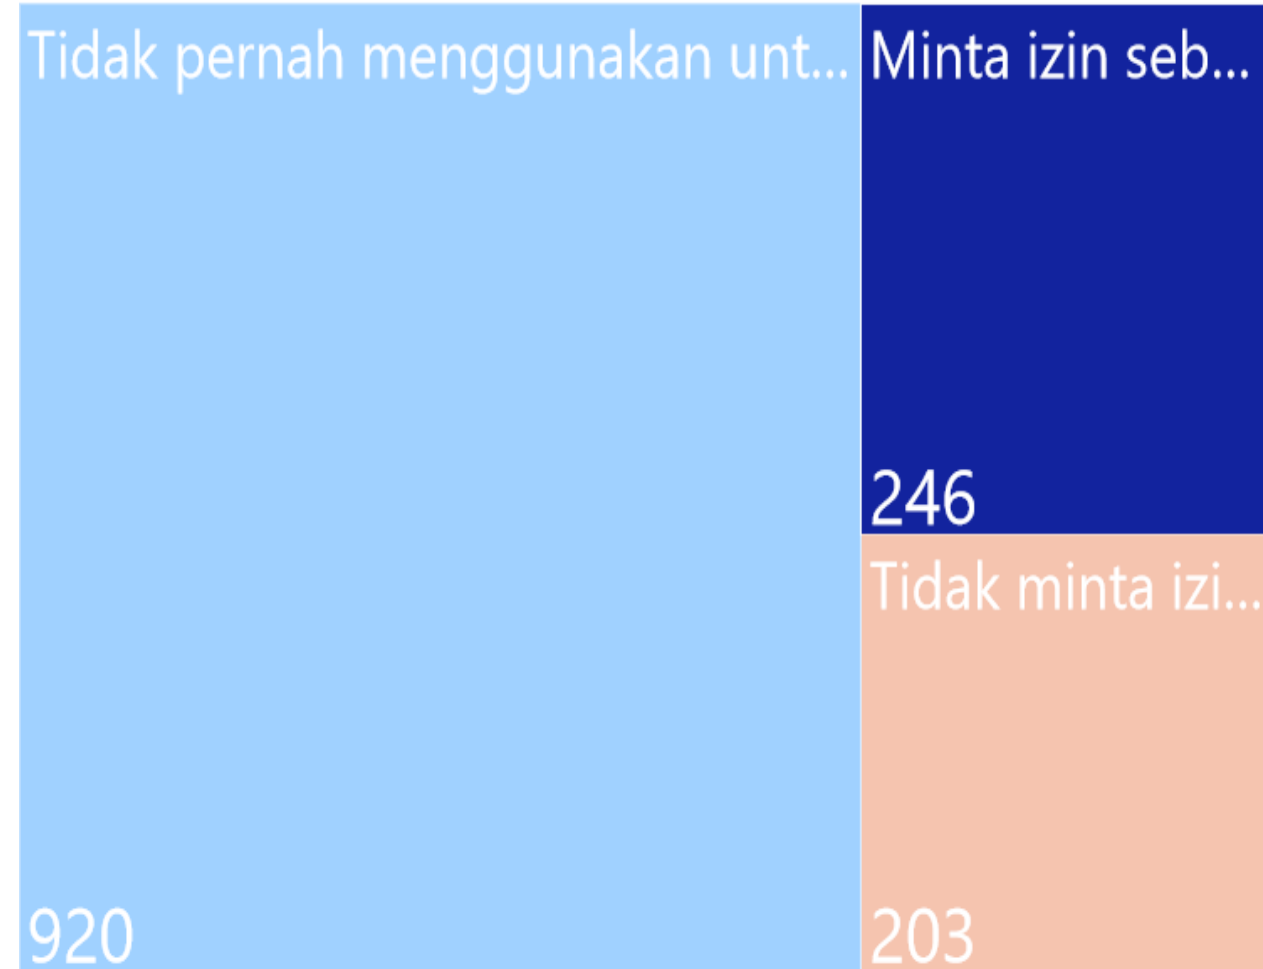 Tidak pernah menggunakan unt...
920
Minta izin seb...
246
Tidak minta izi...
203